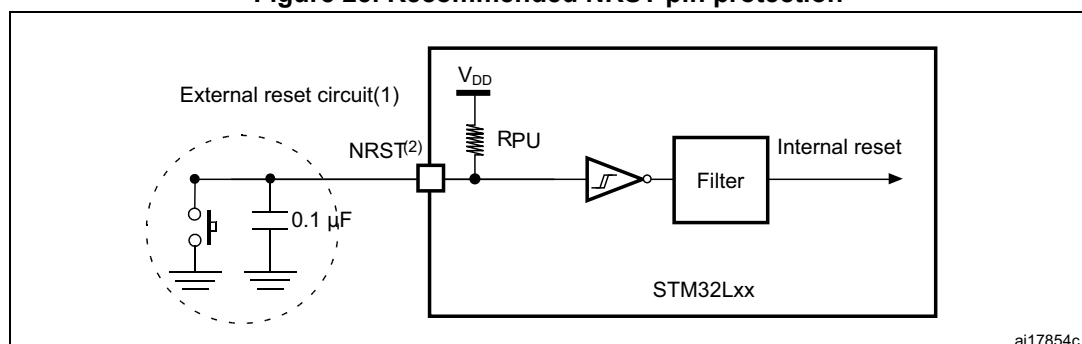 Figure 26. Recommended NRST pin protection
VDD
External reset circuit(1)
NRST(2)
RPU
Internal reset
Filter
0.1 μF
STM32Lxx
ai17854c